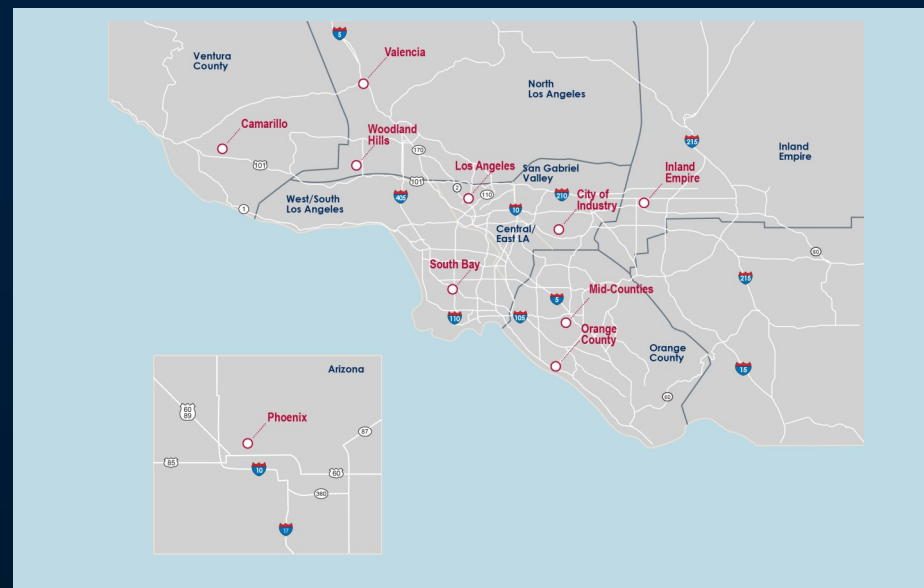 5
Ventura
County
Valencia
North
Los Angeles
Camarillo
Woodland
Hills
170
215
Inland
Empire
101
101
Los Angeles
San Gabriel
Valley
Inland
Empire
2
110
405
210
City of
Industry
West/South
Los Angeles
1
10
Central/
East LA
60
South Bay
215
Mid-Counties
5
110
105
Orange
County
Orange
County
15
60
Arizona
60
89
Phoenix
87
85
10
60
360
17